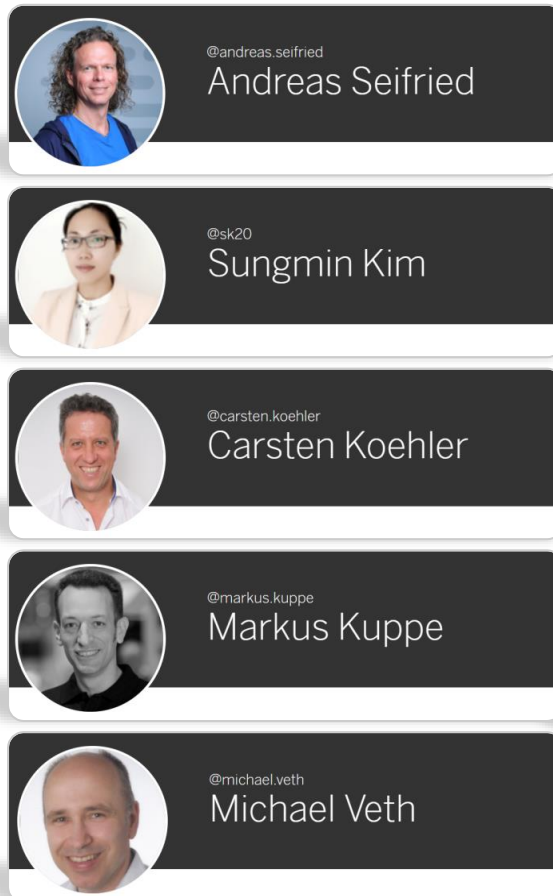 @andreas.seifried
Andreas Seifried
@sk20
Sungmin Kim
@carsten.koehler
Carsten Koehler
@markus.kuppe
Markus Kuppe
@michael.veth
Michael Veth